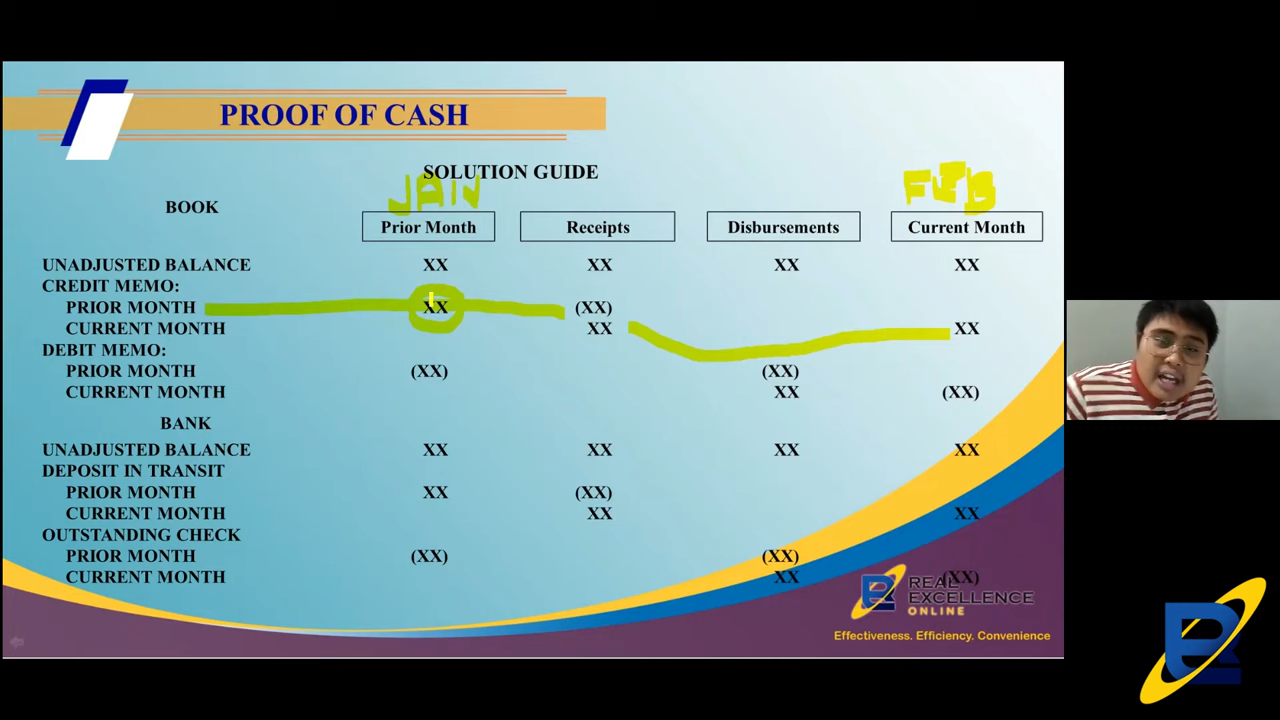 PROOF OF CASH
SOLUTION GUIDE
JAN FEB
BOOK
Prior Month Receipts Disbursements Current Month
UNADJUSTED BALANCE XX XX XX XX
CREDIT MEMO:
PRIOR MONTH XX (XX)
CURRENT MONTH XX XX
DEBIT MEMO:
PRIOR MONTH (XX) (XX)
CURRENT MONTH XX (XX)
BANK
UNADJUSTED BALANCE XX XX XX XX
DEPOSIT IN TRANSIT
PRIOR MONTH XX (XX)
CURRENT MONTH XX XX
OUTSTANDING CHECK
PRIOR MONTH (XX) (XX)
CURRENT MONTH XX (XX)
REAL
EXCELLENCE
ONLINE
Effectiveness. Efficiency. Convenience